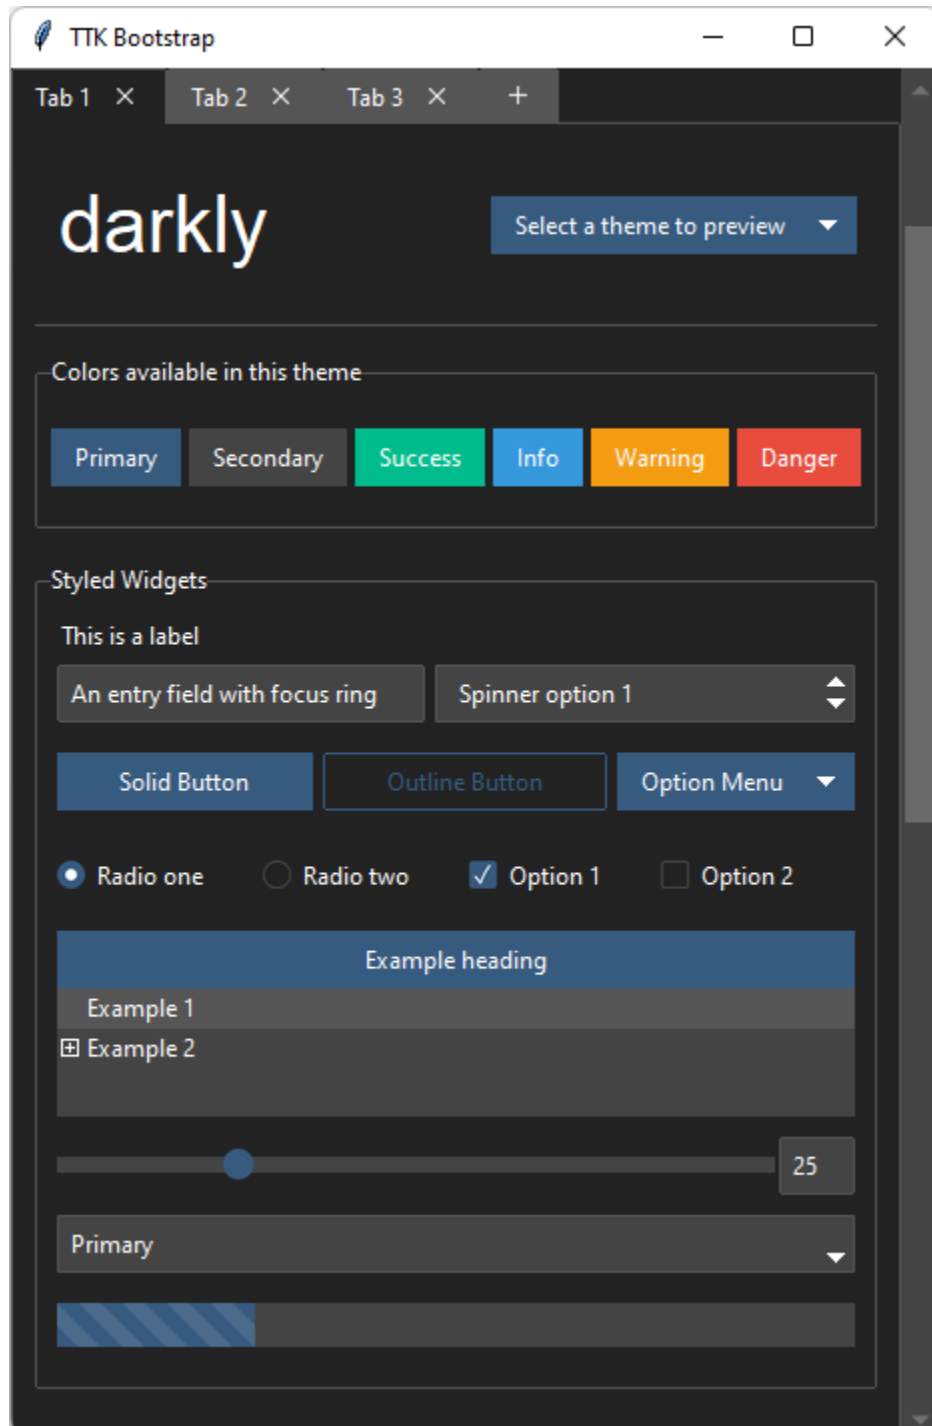 TTK Bootstrap
Tab 1 Tab 2 Tab 3 +
darkly
Select a theme to preview
Colors available in this theme
Primary Secondary Success Info Warning Danger
Styled Widgets
This is a label
An entry field with focus ring Spinner option 1
Solid Button Outline Button Option Menu
Radio one Radio two Option 1 Option 2
Example heading
Example 1
Example 2
25
Primary